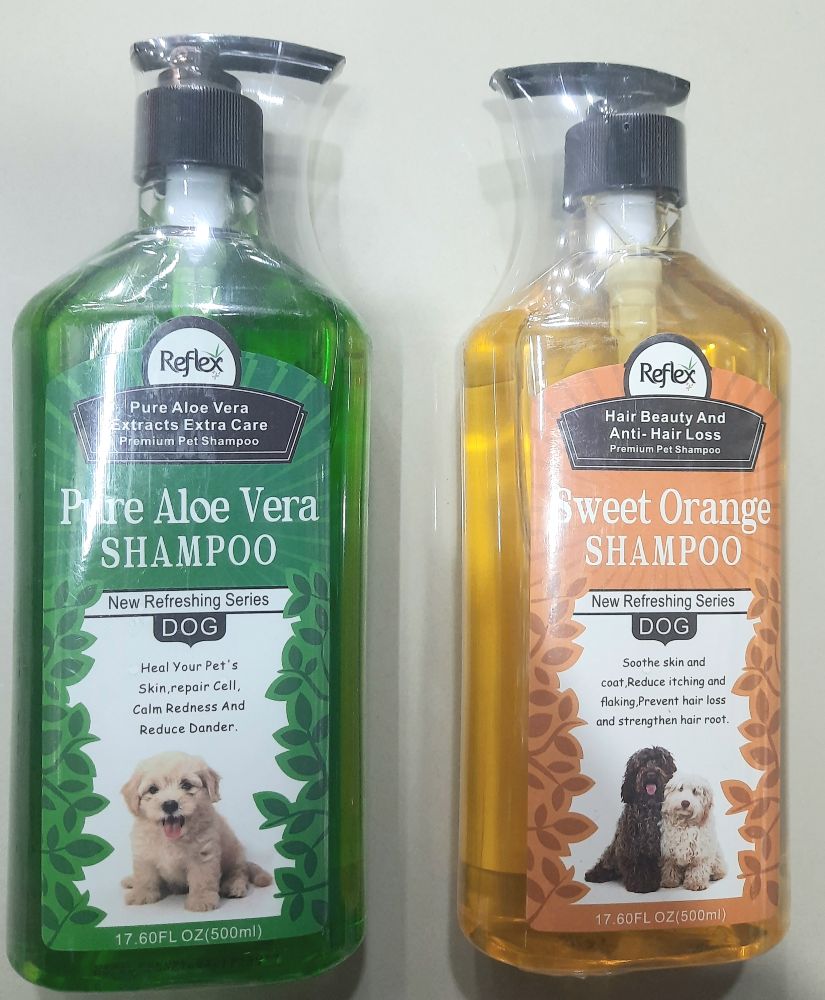 Reflex
Pure Aloe Vera
Extracts Extra Care
Premium Pet Shampoo
Pure Aloe Vera
SHAMPOO
New Refreshing Series
DOG
Heal Your Pet's
Skin,repair Cell,
Calm Redness And
Reduce Dander.
17.60FL OZ(500ml)
Reflex
Hair Beauty And
Anti- Hair Loss
Premium Pet Shampoo
Sweet Orange
SHAMPOO
New Refreshing Series
DOG
Soothe skin and
coat,Reduce itching and
flaking,Prevent hair loss
and strengthen hair root.
17.60FL OZ(500ml)